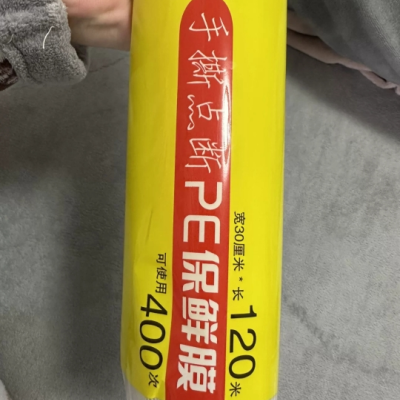 手撕点断
PE保鲜膜
宽30厘米*长120米
可使用400次